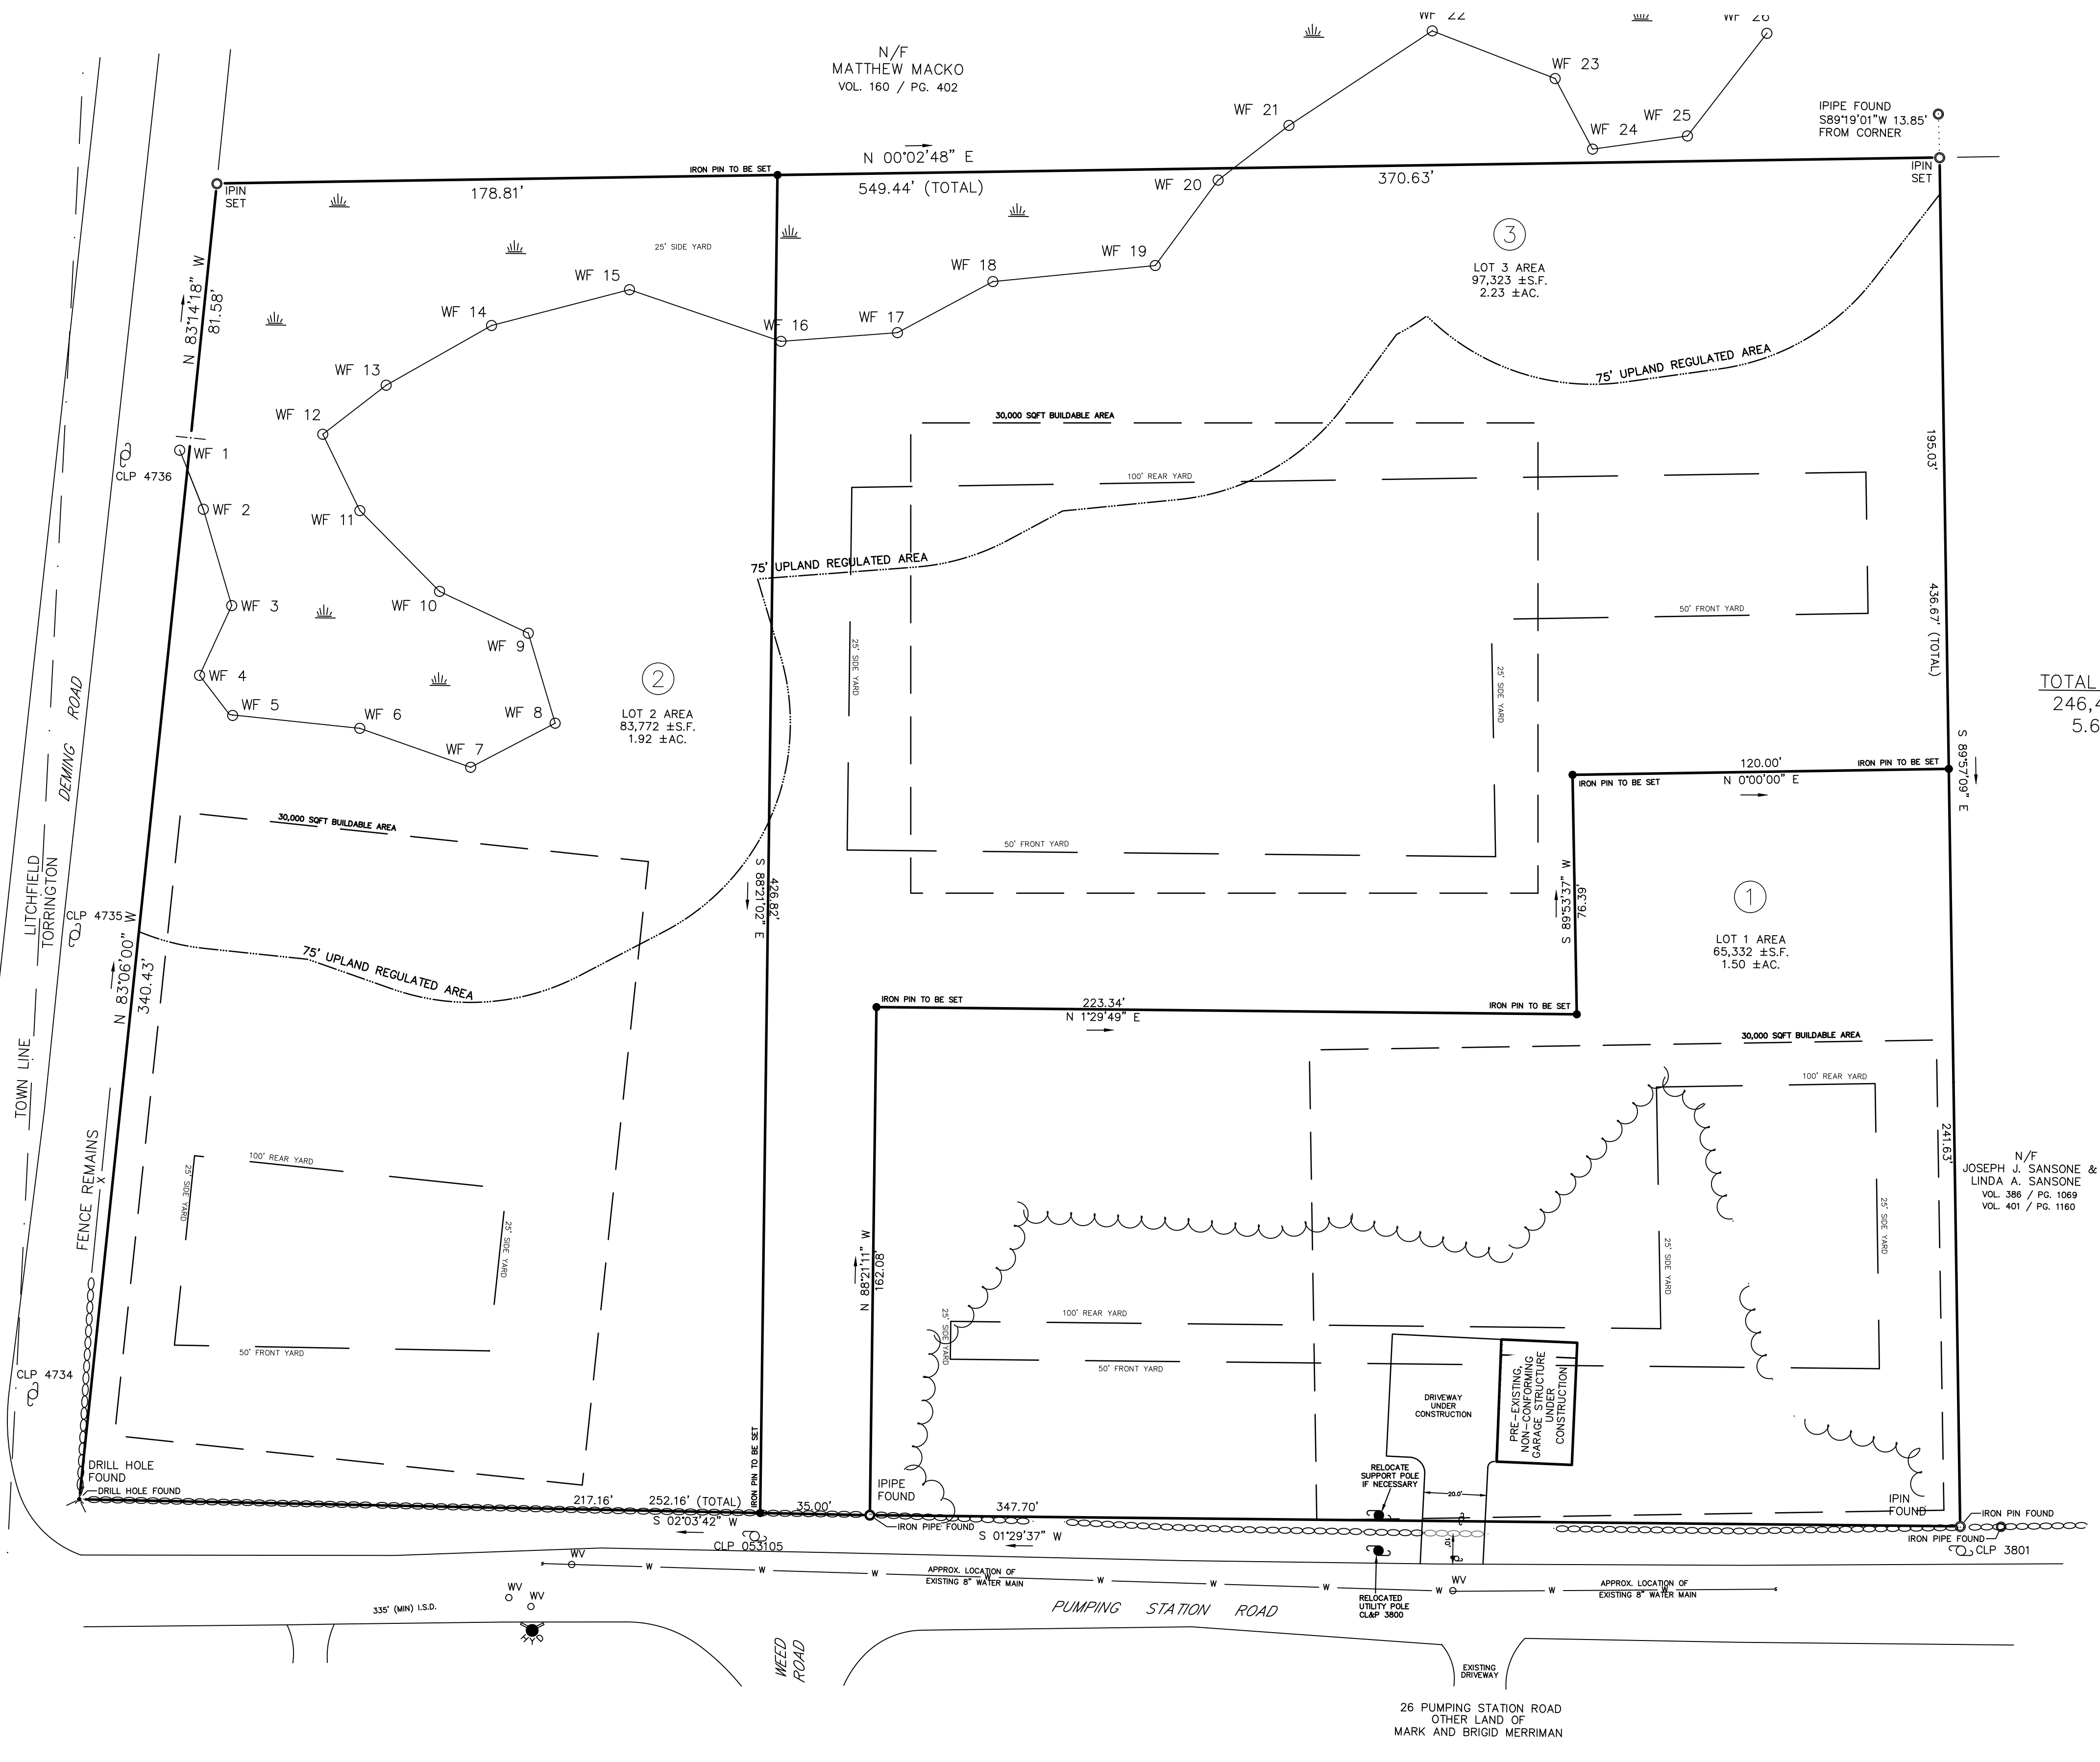 WF 22
WF 26
N/F
MATTHEW MACKO
VOL. 160 / PG. 402
WF 23
WF 21
WF 24
WF 25
IPIPE FOUND
S89°19'01"W 13.85'
FROM CORNER
IRON PIN TO BE SET
N 00°02'48" E
549.44' (TOTAL)
178.81'
370.63'
IPIN
SET
IPIN
SET
WF 20
WF 19
WF 18
WF 17
WF 16
WF 15
WF 14
WF 13
WF 12
WF 11
WF 10
WF 9
WF 8
WF 7
WF 6
WF 5
WF 4
WF 3
WF 2
WF 1
25' SIDE YARD
N 83°14'18" W
81.58'
CLP 4736
3
LOT 3 AREA
97,323 ±S.F.
2.23 ±AC.
75' UPLAND REGULATED AREA
30,000 SQFT BUILDABLE AREA
100' REAR YARD
75' UPLAND REGULATED AREA
25' SIDE YARD
50' FRONT YARD
25' SIDE YARD
50' FRONT YARD
195.03'
436.67' (TOTAL)
S 89°57'09" E
TOTAL
246,4
5.6
2
LOT 2 AREA
83,772 ±S.F.
1.92 ±AC.
DEMING ROAD
LITCHFIELD
TORRINGTON
TOWN LINE
CLP 4735
30,000 SQFT BUILDABLE AREA
75' UPLAND REGULATED AREA
N 83°06'00" W
340.43'
S 88°21'02" E
426.82'
120.00'
N 0°00'00" E
IRON PIN TO BE SET
IRON PIN TO BE SET
S 89°53'37" W
76.39'
1
LOT 1 AREA
65,332 ±S.F.
1.50 ±AC.
IRON PIN TO BE SET
223.34'
N 1°29'49" E
IRON PIN TO BE SET
30,000 SQFT BUILDABLE AREA
100' REAR YARD
241.63'
N/F
JOSEPH J. SANSONE &
LINDA A. SANSONE
VOL. 386 / PG. 1069
VOL. 401 / PG. 1160
FENCE REMAINS
X
100' REAR YARD
25' SIDE YARD
25' SIDE YARD
50' FRONT YARD
CLP 4734
N 88°21'11" W
162.08'
25' SIDE YARD
100' REAR YARD
50' FRONT YARD
25' SIDE YARD
25' SIDE YARD
DRIVEWAY
UNDER
CONSTRUCTION
PRE-EXISTING,
NON-CONFORMING
GARAGE STRUCTURE
UNDER
CONSTRUCTION
DRILL HOLE
FOUND
DRILL HOLE FOUND
217.16'
252.16' (TOTAL)
S 02°03'42" W
IRON PIN TO BE SET
35.00'
IPIPE
FOUND
IRON PIPE FOUND
347.70'
S 01°29'37" W
RELOCATE
SUPPORT POLE
IF NECESSARY
20.0'
IPIN
FOUND
IRON PIN FOUND
IRON PIPE FOUND
CLP 3801
CLP 053105
WV
W
W
APPROX. LOCATION OF
EXISTING 8" WATER MAIN
W
W
W
W
W
WV
W
APPROX. LOCATION OF
EXISTING 8" WATER MAIN
W
WV
WV
HYD
335' (MIN) I.S.D.
PUMPING STATION ROAD
RELOCATED
UTILITY POLE
CL&P 3800
WEED
ROAD
EXISTING
DRIVEWAY
26 PUMPING STATION ROAD
OTHER LAND OF
MARK AND BRIGID MERRIMAN